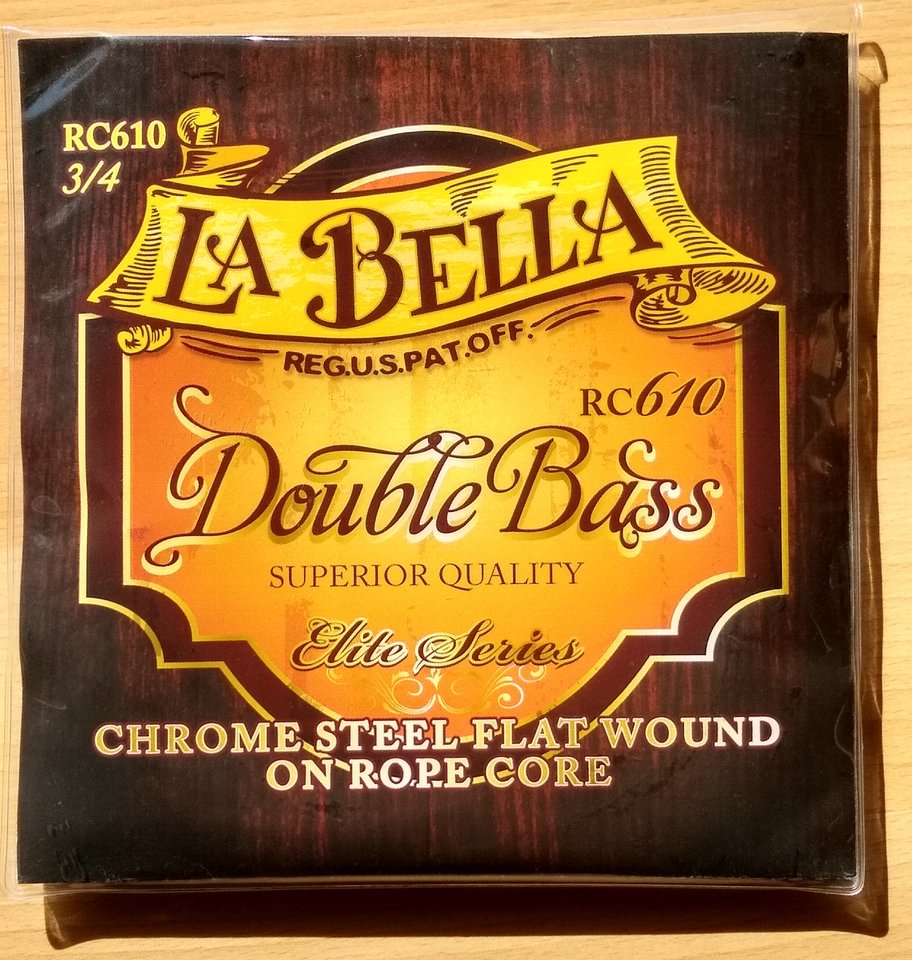 RC610
3/4
LA BELLA
REG.U.S.PAT.OFF.
RC610
Double Bass
SUPERIOR QUALITY
Elite Series
CHROME STEEL FLAT WOUND
ON ROPE CORE